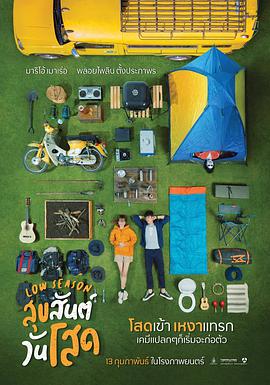 มาริโอ้ เมาเร่อ พลอยไพลิน ตั้งประภาพร
LOW SEASON
สุขสันต์
วันโสด
โสดเข้า เหงาแทรก
เคมีแปลกๆก็เริ่มจะก่อตัว
13 กุมภาพันธ์ ในโรงภาพยนตร์